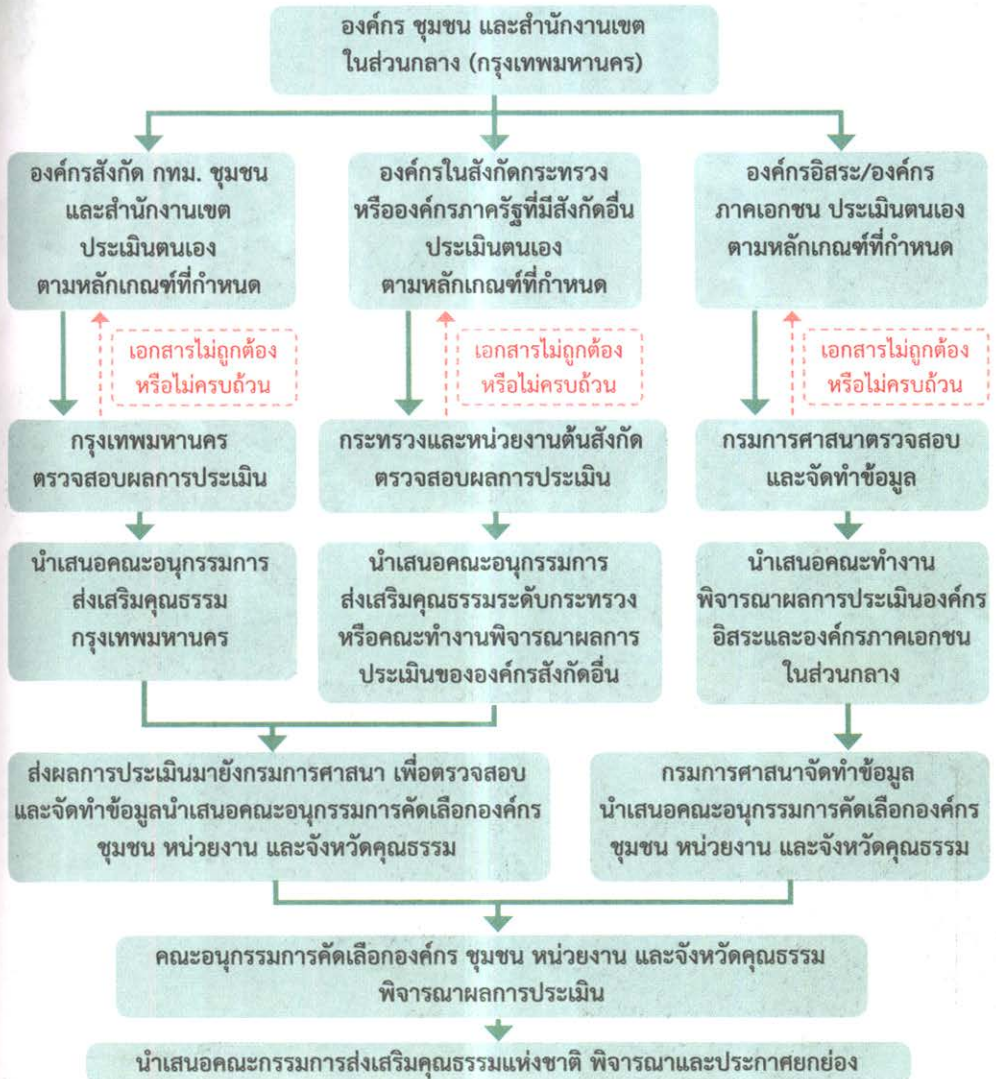 องค์กร ชุมชน และสำนักงานเขต
ในส่วนกลาง (กรุงเทพมหานคร)
องค์กรสังกัด กทม. ชุมชน
และสำนักงานเขต
ประเมินตนเอง
ตามหลักเกณฑ์ที่กำหนด
องค์กรในสังกัดกระทรวง
หรือองค์กรภาครัฐที่มีสังกัดอื่น
ประเมินตนเอง
ตามหลักเกณฑ์ที่กำหนด
องค์กรอิสระ/องค์กร
ภาคเอกชน ประเมินตนเอง
ตามหลักเกณฑ์ที่กำหนด
เอกสารไม่ถูกต้อง
หรือไม่ครบถ้วน
เอกสารไม่ถูกต้อง
หรือไม่ครบถ้วน
เอกสารไม่ถูกต้อง
หรือไม่ครบถ้วน
กรุงเทพมหานคร
ตรวจสอบผลการประเมิน
กระทรวงและหน่วยงานต้นสังกัด
ตรวจสอบผลการประเมิน
กรมการศาสนาตรวจสอบ
และจัดทำข้อมูล
นำเสนอคณะอนุกรรมการ
ส่งเสริมคุณธรรม
กรุงเทพมหานคร
นำเสนอคณะอนุกรรมการ
ส่งเสริมคุณธรรมระดับกระทรวง
หรือคณะทำงานพิจารณาผลการ
ประเมินขององค์กรสังกัดอื่น
นำเสนอคณะทำงาน
พิจารณาผลการประเมินองค์กร
อิสระและองค์กรภาคเอกชน
ในส่วนกลาง
ส่งผลการประเมินมายังกรมการศาสนา เพื่อตรวจสอบ
และจัดทำข้อมูลนำเสนอคณะอนุกรรมการคัดเลือกองค์กร
ชุมชน หน่วยงาน และจังหวัดคุณธรรม
กรมการศาสนาจัดทำข้อมูล
นำเสนอคณะอนุกรรมการคัดเลือกองค์กร
ชุมชน หน่วยงาน และจังหวัดคุณธรรม
คณะอนุกรรมการคัดเลือกองค์กร ชุมชน หน่วยงาน และจังหวัดคุณธรรม
พิจารณาผลการประเมิน
นำเสนอคณะกรรมการส่งเสริมคุณธรรมแห่งชาติ พิจารณาและประกาศยกย่อง